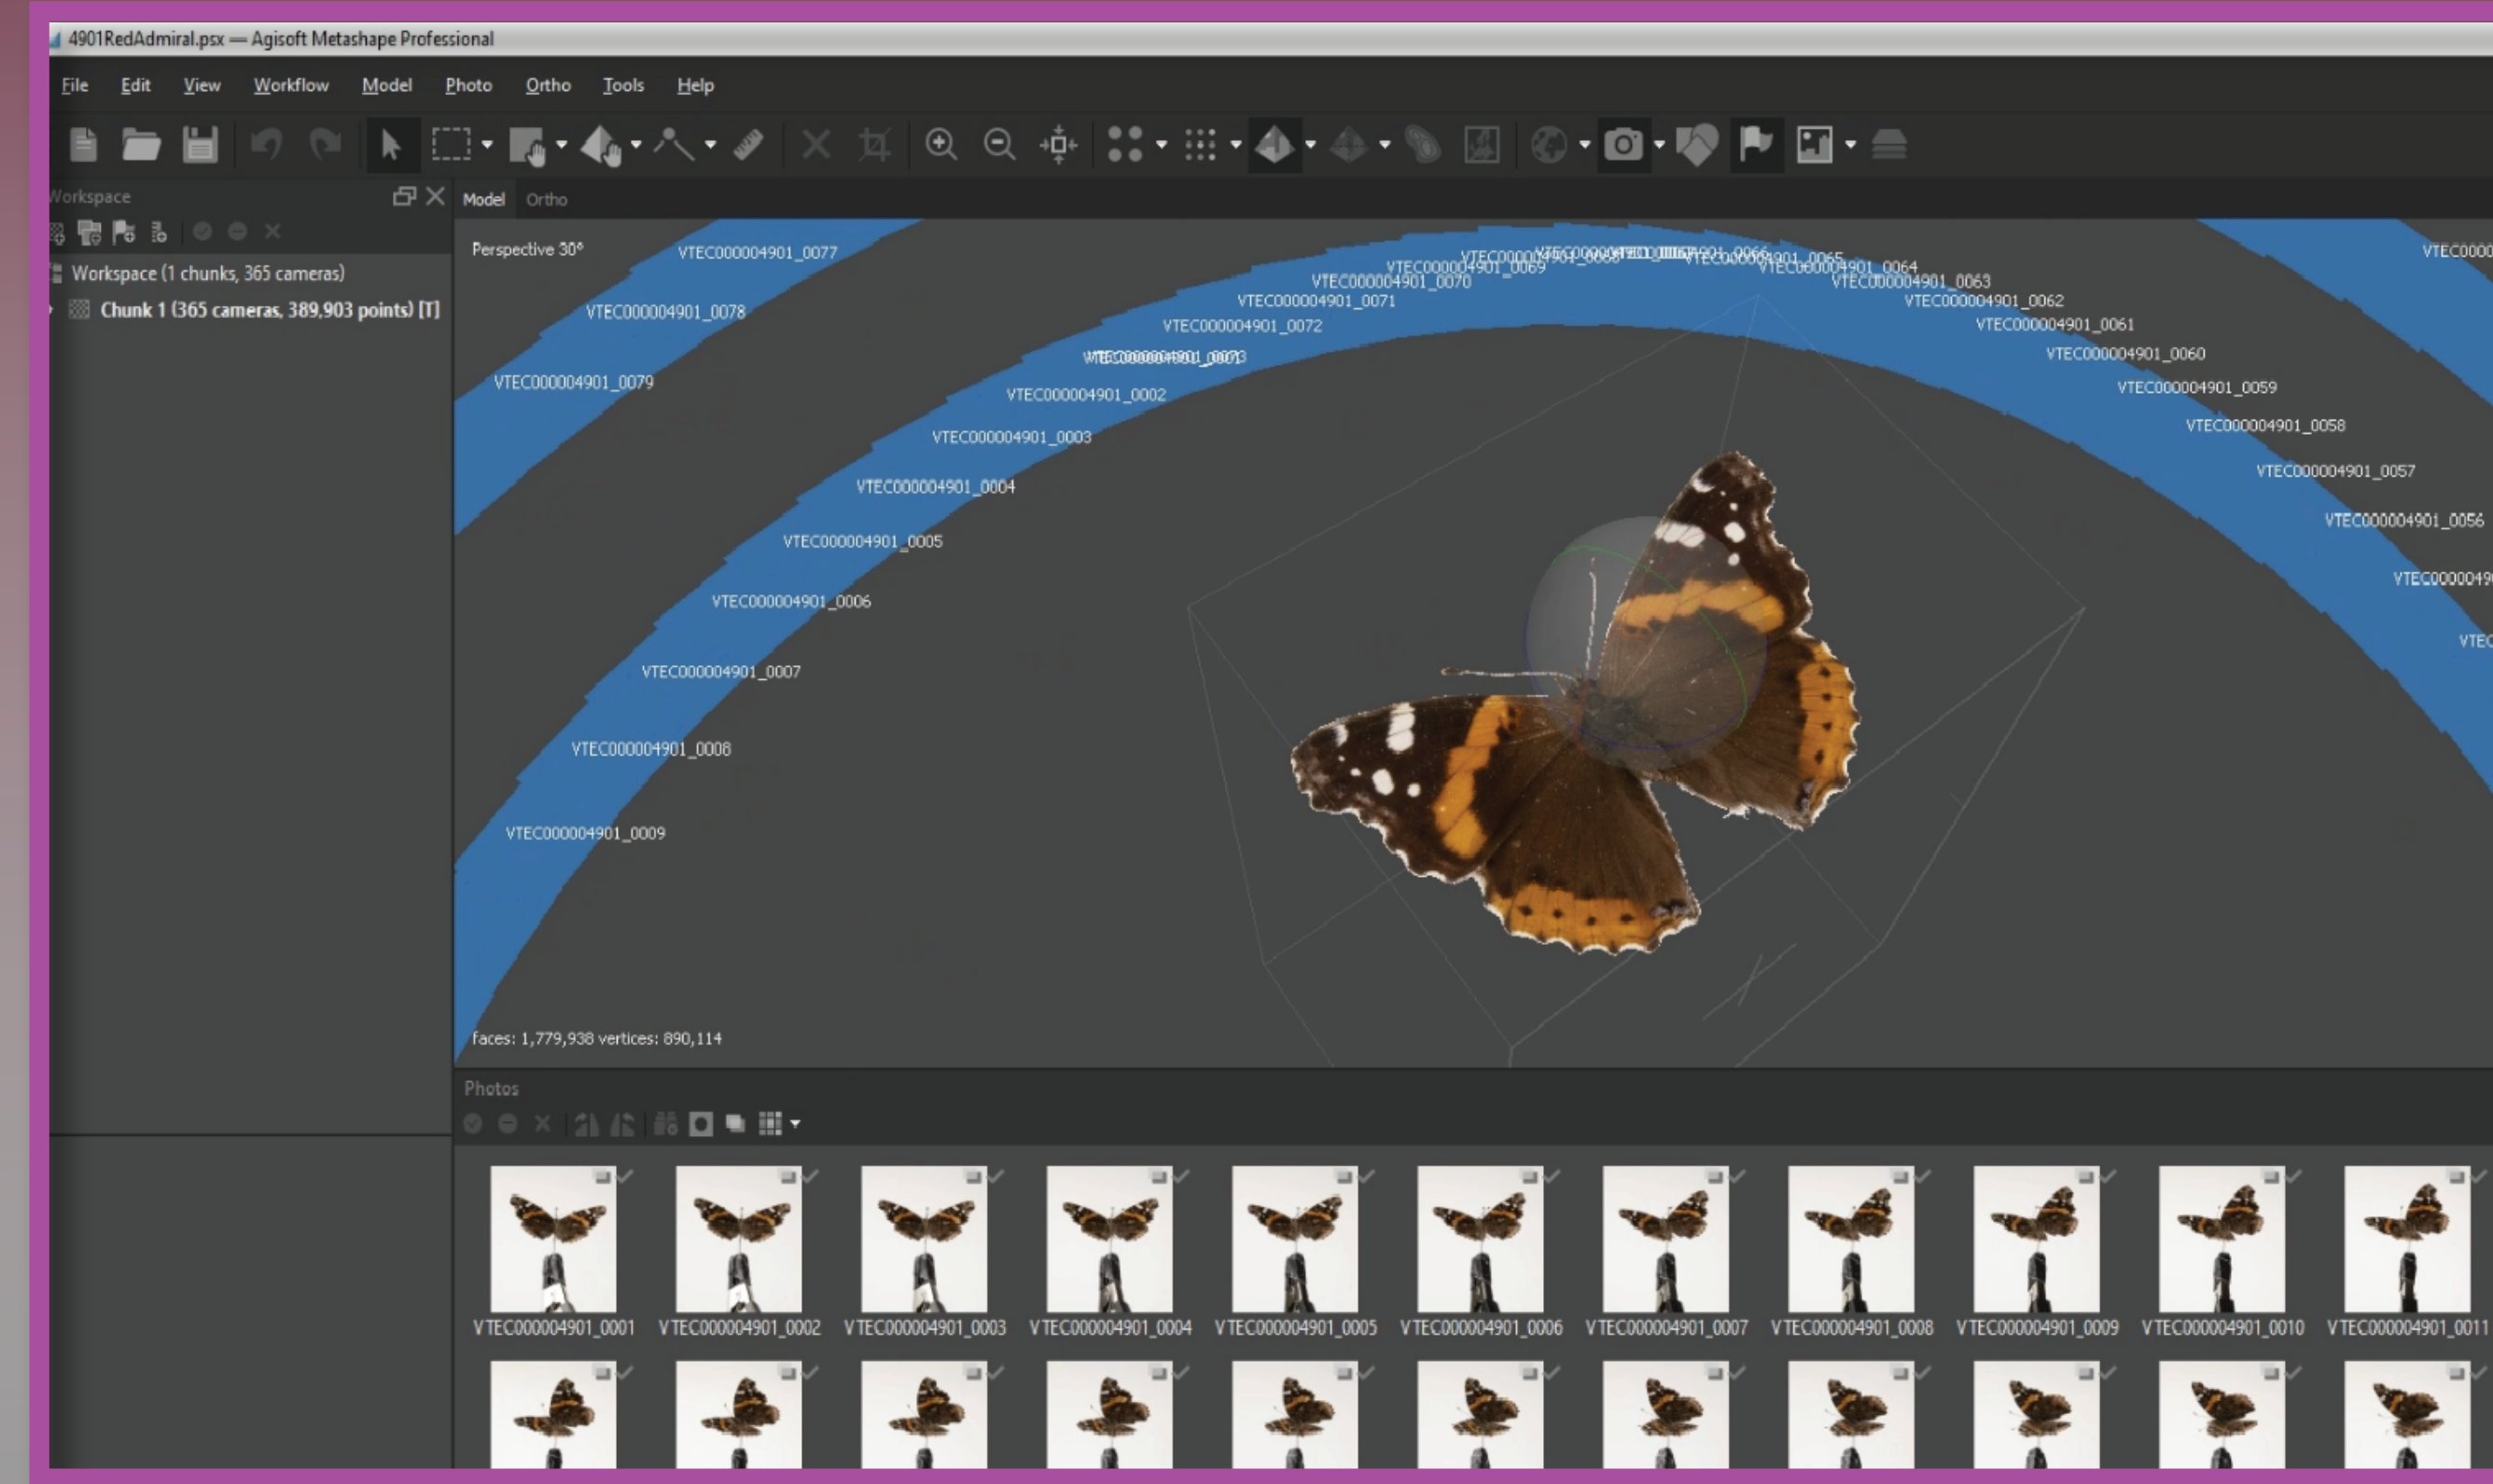 4901RedAdmiral.psx — Agisoft Metashape Professional
File Edit View Workflow Model Photo Ortho Tools Help
Workspace
Workspace (1 chunks, 365 cameras)
Chunk 1 (365 cameras, 389,903 points) [T]
Model Ortho
Perspective 30°
VTEC000004901_0077
VTEC000004901_0078
VTEC000004901_0079
VTEC000004901_0069
VTEC000004901_0070
VTEC000004901_0071
VTEC000004901_0072
VTEC000004901_0002
VTEC000004901_0003
VTEC000004901_0004
VTEC000004901_0005
VTEC000004901_0006
VTEC000004901_0007
VTEC000004901_0008
VTEC000004901_0009
VTEC000004901_0064
VTEC000004901_0063
VTEC000004901_0062
VTEC000004901_0061
VTEC000004901_0060
VTEC000004901_0059
VTEC000004901_0058
VTEC000004901_0057
VTEC000004901_0056
faces: 1,779,938 vertices: 890,114
Photos
VTEC000004901_0001 VTEC000004901_0002 VTEC000004901_0003 VTEC000004901_0004 VTEC000004901_0005 VTEC000004901_0006 VTEC000004901_0007 VTEC000004901_0008 VTEC000004901_0009 VTEC000004901_0010 VTEC000004901_0011